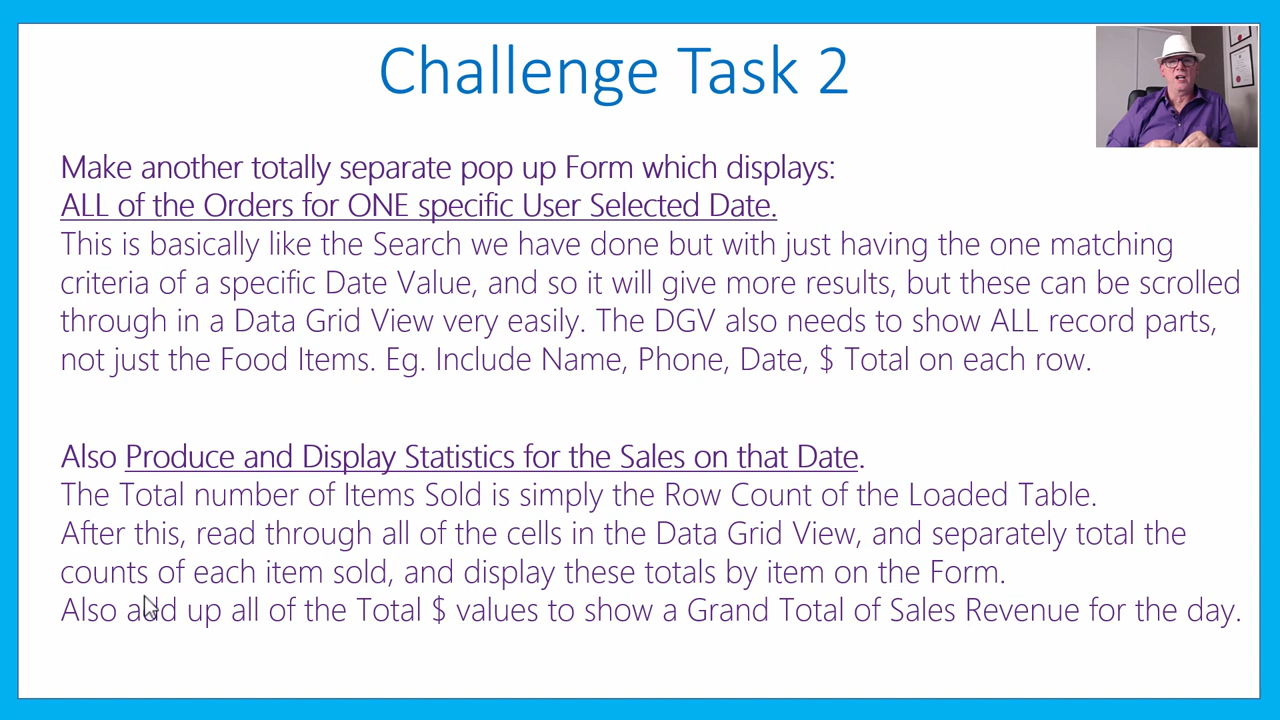 Challenge Task 2
Make another totally separate pop up Form which displays:
ALL of the Orders for ONE specific User Selected Date.
This is basically like the Search we have done but with just having the one matching
criteria of a specific Date Value, and so it will give more results, but these can be scrolled
through in a Data Grid View very easily. The DGV also needs to show ALL record parts,
not just the Food Items. Eg. Include Name, Phone, Date, $ Total on each row.
Also Produce and Display Statistics for the Sales on that Date.
The Total number of Items Sold is simply the Row Count of the Loaded Table.
After this, read through all of the cells in the Data Grid View, and separately total the
counts of each item sold, and display these totals by item on the Form.
Also add up all of the Total $ values to show a Grand Total of Sales Revenue for the day.